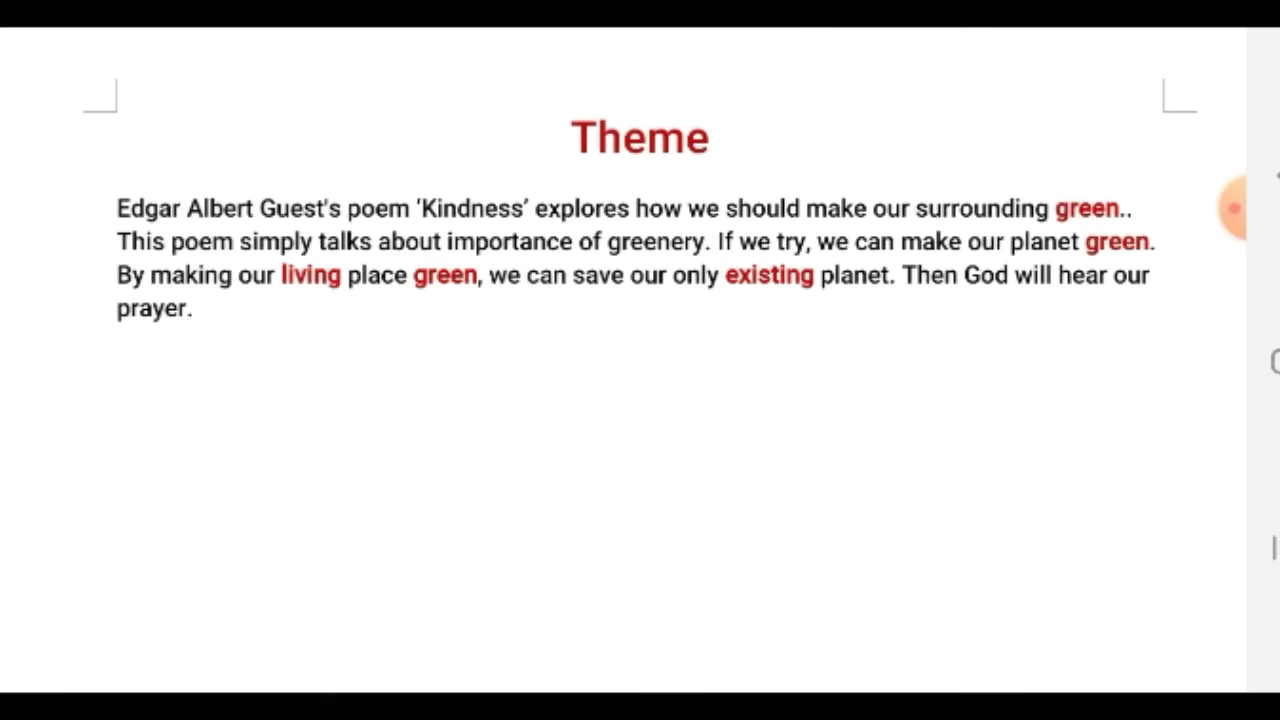 Theme
Edgar Albert Guest's poem 'Kindness’ explores how we should make our surrounding green..
This poem simply talks about importance of greenery. If we try, we can make our planet green.
By making our living place green, we can save our only existing planet. Then God will hear our
prayer.